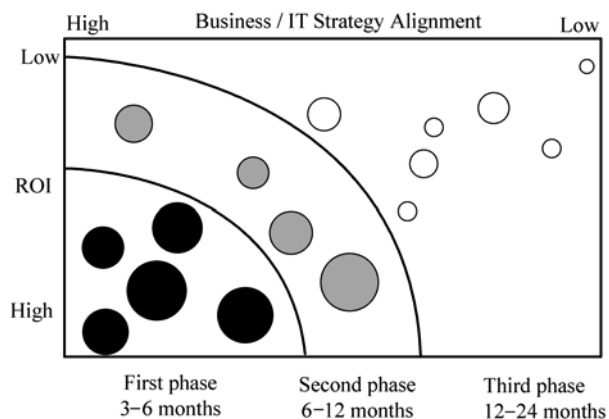 High Business / IT Strategy Alignment Low
Low
ROI
High
First phase Second phase Third phase
3–6 months 6–12 months 12–24 months